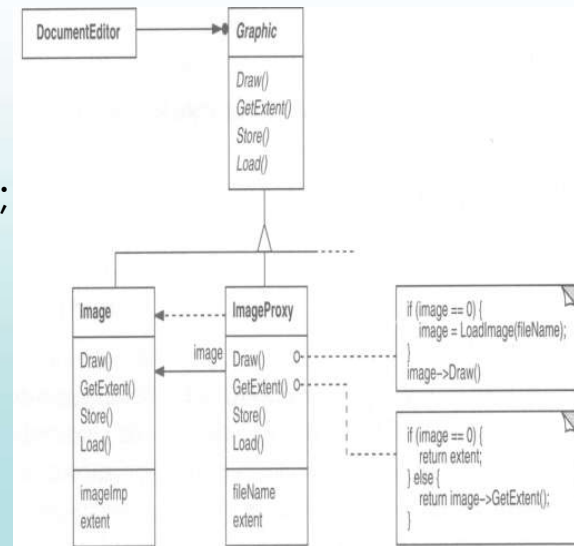 DocumentEditor
Graphic
Draw()
GetExtent()
Store()
Load()
;
Image
Draw()
GetExtent()
Store()
Load()
imageImp
extent
image
ImageProxy
Draw()
GetExtent()
Store()
Load()
fileName
extent
if (image == 0) {
image = LoadImage(fileName);
}
image->Draw()
if (image == 0) {
return extent;
} else {
return image->GetExtent();
}